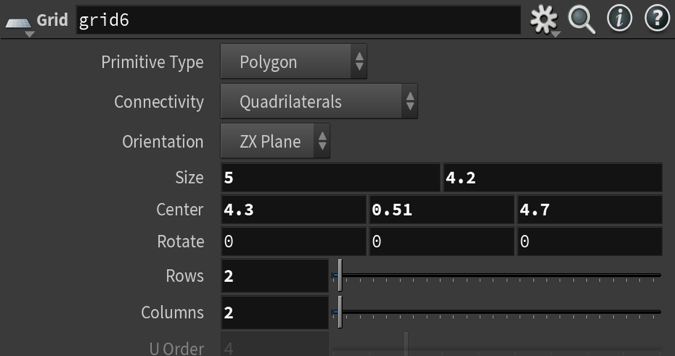 Grid grid6
Primitive Type Polygon
Connectivity Quadrilaterals
Orientation ZX Plane
Size 5 4.2
Center 4.3 0.51 4.7
Rotate 0 0 0
Rows 2
Columns 2
U Order 4